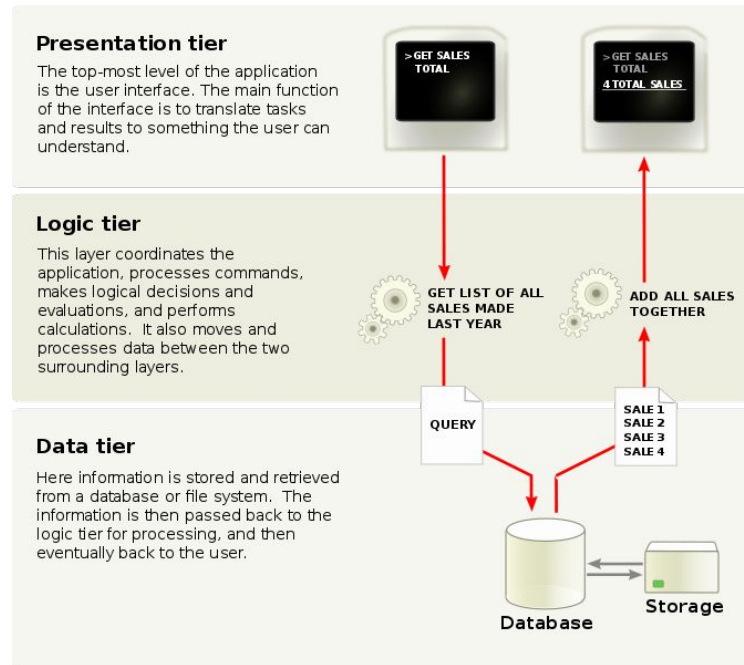 Presentation tier
The top-most level of the application
is the user interface. The main function
of the interface is to translate tasks
and results to something the user can
understand.
>GET SALES
TOTAL
>GET SALES
TOTAL
4 TOTAL SALES
Logic tier
This layer coordinates the
application, processes commands,
makes logical decisions and
evaluations, and performs
calculations.  It also moves and
processes data between the two
surrounding layers.
GET LIST OF ALL
SALES MADE
LAST YEAR
ADD ALL SALES
TOGETHER
QUERY
SALE 1
SALE 2
SALE 3
SALE 4
Data tier
Here information is stored and retrieved
from a database or file system.  The
information is then passed back to the
logic tier for processing, and then
eventually back to the user.
Database
Storage